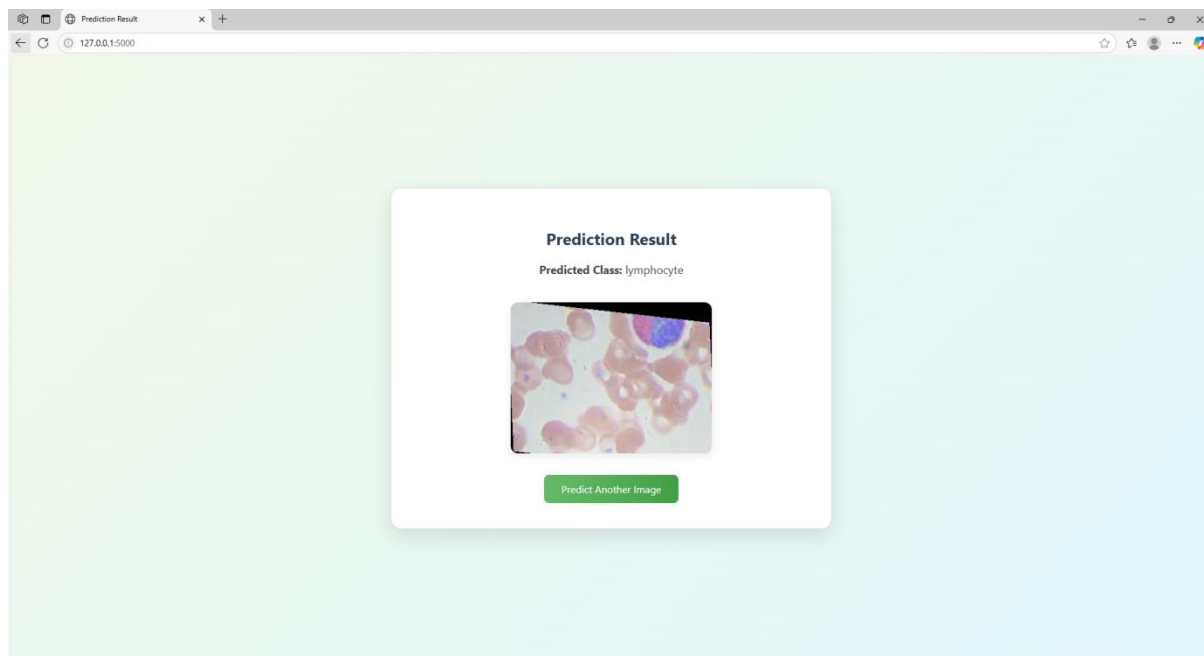 Prediction Result
127.0.0.1:5000
Prediction Result
Predicted Class: lymphocyte
Predict Another Image